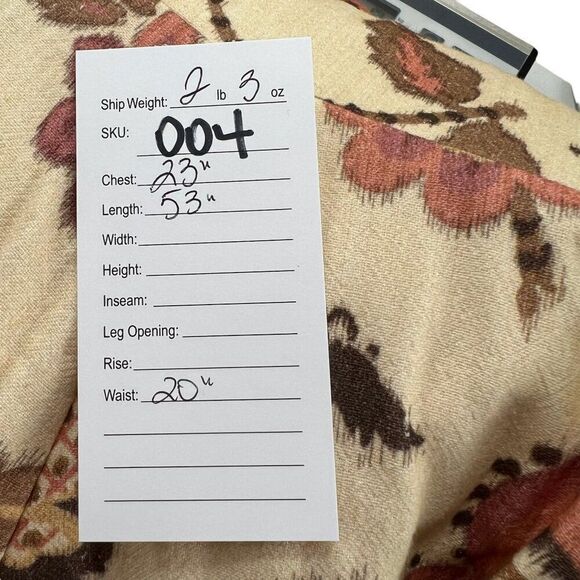 Ship Weight: 2 lb 3 oz
SKU: 004
Chest: 23"
Length: 53"
Width:
Height:
Inseam:
Leg Opening:
Rise:
Waist: 20"